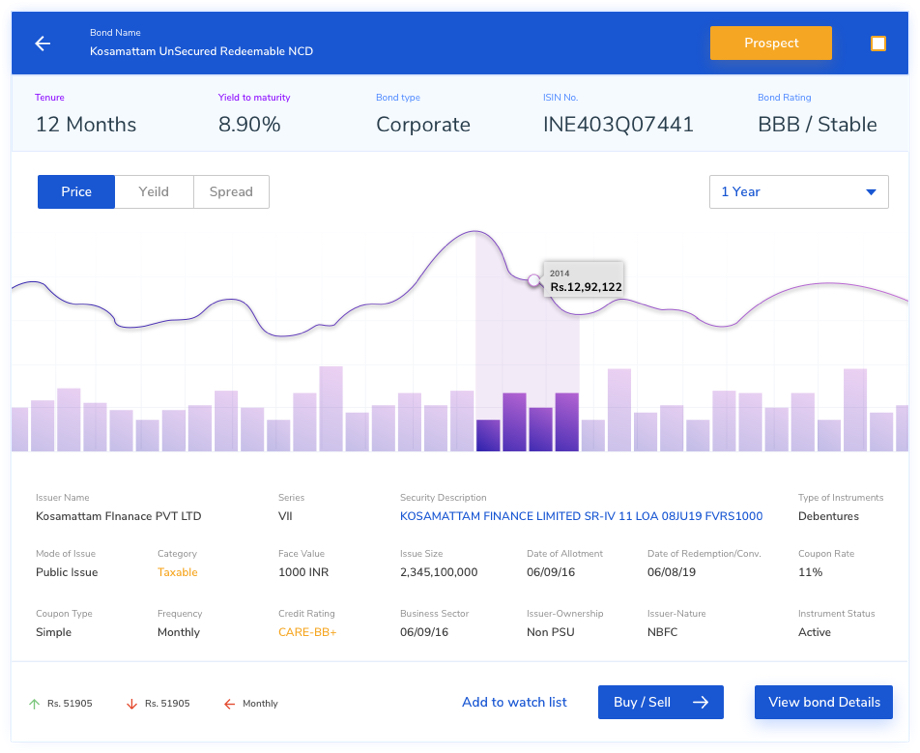 Bond Name
Kosamattam UnSecured Redeemable NCD
Prospect
Tenure
Yield to maturity
Bond type
ISIN No.
Bond Rating
12 Months
8.90%
Corporate
INE403Q07441
BBB / Stable
Price
Yeild
Spread
1 Year
2014
Rs.12,92,122
Issuer Name
Series
Security Description
Type of Instruments
Kosamattam FInanace PVT LTD
VII
KOSAMATTAM FINANCE LIMITED SR-IV 11 LOA 08JU19 FVRS1000
Debentures
Mode of Issue
Category
Face Value
Issue Size
Date of Allotment
Date of Redemption/Conv.
Coupon Rate
Public Issue
Taxable
1000 INR
2,345,100,000
06/09/16
06/08/19
11%
Coupon Type
Frequency
Credit Rating
Business Sector
Issuer-Ownership
Issuer-Nature
Instrument Status
Simple
Monthly
CARE-BB+
06/09/16
Non PSU
NBFC
Active
Rs. 51905
Rs. 51905
Monthly
Add to watch list
Buy / Sell
View bond Details